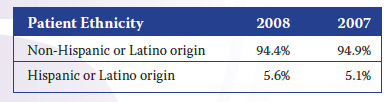 Patient Ethnicity 2008 2007
Non-Hispanic or Latino origin 94.4% 94.9%
Hispanic or Latino origin 5.6% 5.1%